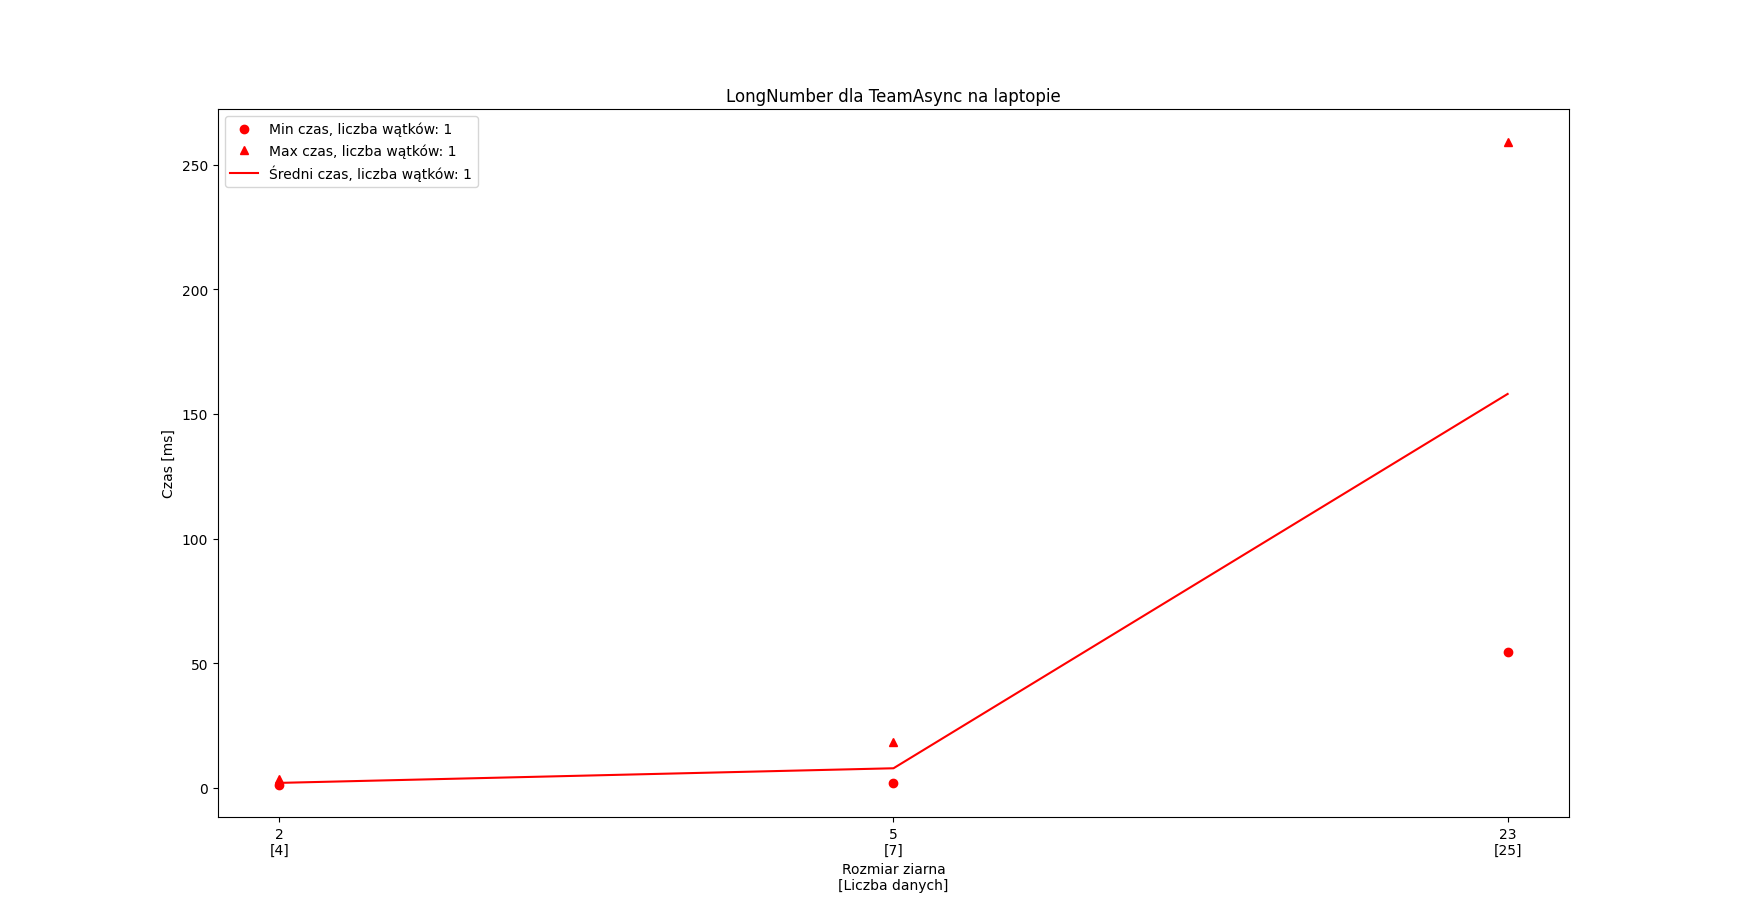 LongNumber dla TeamAsync na laptopie
Min czas, liczba wątków: 1
Max czas, liczba wątków: 1
Średni czas, liczba wątków: 1
250
200
150
100
50
0
Czas [ms]
2
[4]
5
[7]
23
[25]
Rozmiar ziarna
[Liczba danych]